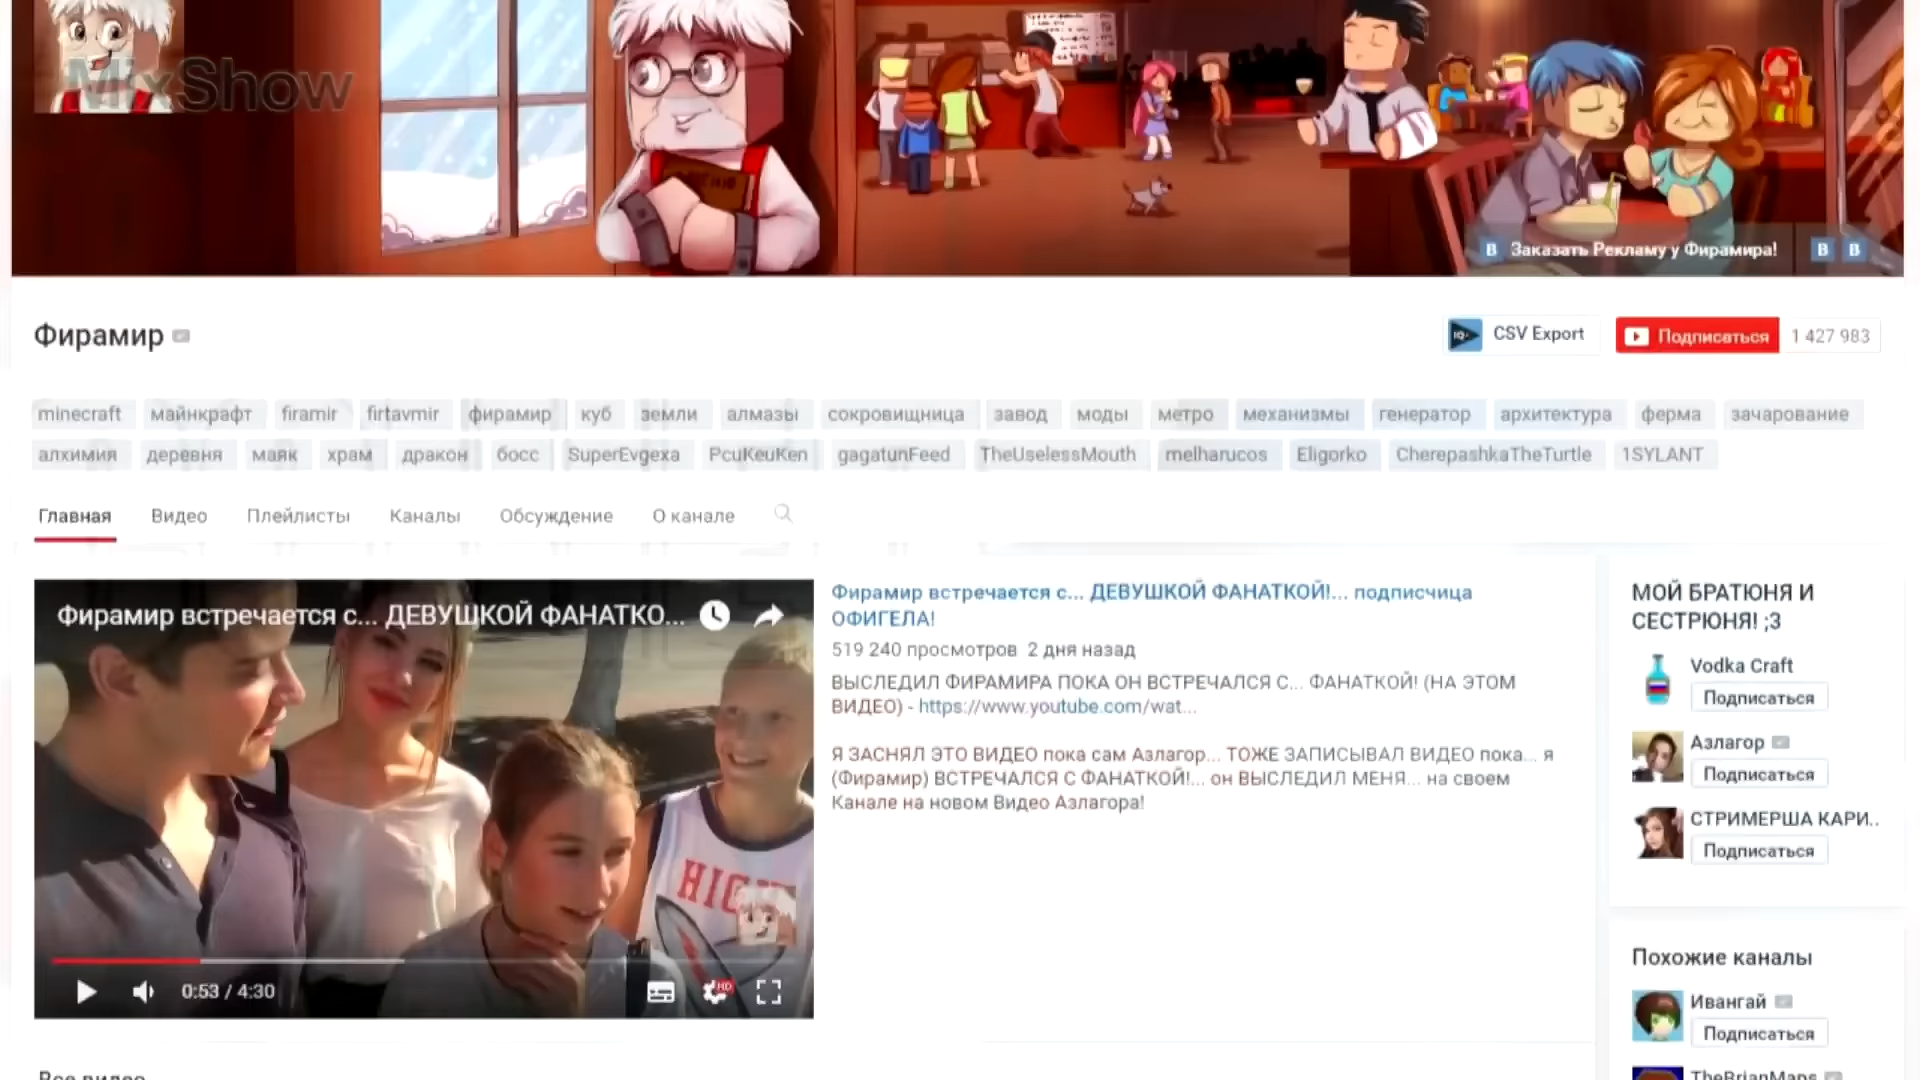 MixShow
Заказать Рекламу у Фирамира!
Фирамир
CSV Export
Подписаться 1 427 983
minecraft майнкрафт firamir firtavmir фирамир куб земли алмазы сокровищница завод моды метро механизмы генератор архитектура ферма зачарование
алхимия деревня маяк храм дракон босс SuperEvgexa PcuKeuKen gagatunFeed TheUselessMouth melharucos Eligorko CherepashkaTheTurtle 1SYLANT
Главная Видео Плейлисты Каналы Обсуждение О канале
Фирамир встречается с... ДЕВУШКОЙ ФАНАТКО...
HIG
0:53 / 4:30
HD
Фирамир встречается с... ДЕВУШКОЙ ФАНАТКОЙ!... подписчица
ОФИГЕЛА!
519 240 просмотров 2 дня назад
ВЫСЛЕДИЛ ФИРАМИРА ПОКА ОН ВСТРЕЧАЛСЯ С... ФАНАТКОЙ! (НА ЭТОМ
ВИДЕО) - https://www.youtube.com/wat...
Я ЗАСНЯЛ ЭТО ВИДЕО пока сам Азлагор... ТОЖЕ ЗАПИСЫВАЛ ВИДЕО пока... я
(Фирамир) ВСТРЕЧАЛСЯ С ФАНАТКОЙ!... он ВЫСЛЕДИЛ МЕНЯ... на своем
Канале на новом Видео Азлагора!
МОЙ БРАТЮНЯ И
СЕСТРЮНЯ! ;3
Vodka Craft
Подписаться
Азлагор
Подписаться
СТРИМЕРША КАРИ..
Подписаться
Похожие каналы
Ивангай
Подписаться
TheBrianMaps
Все видео